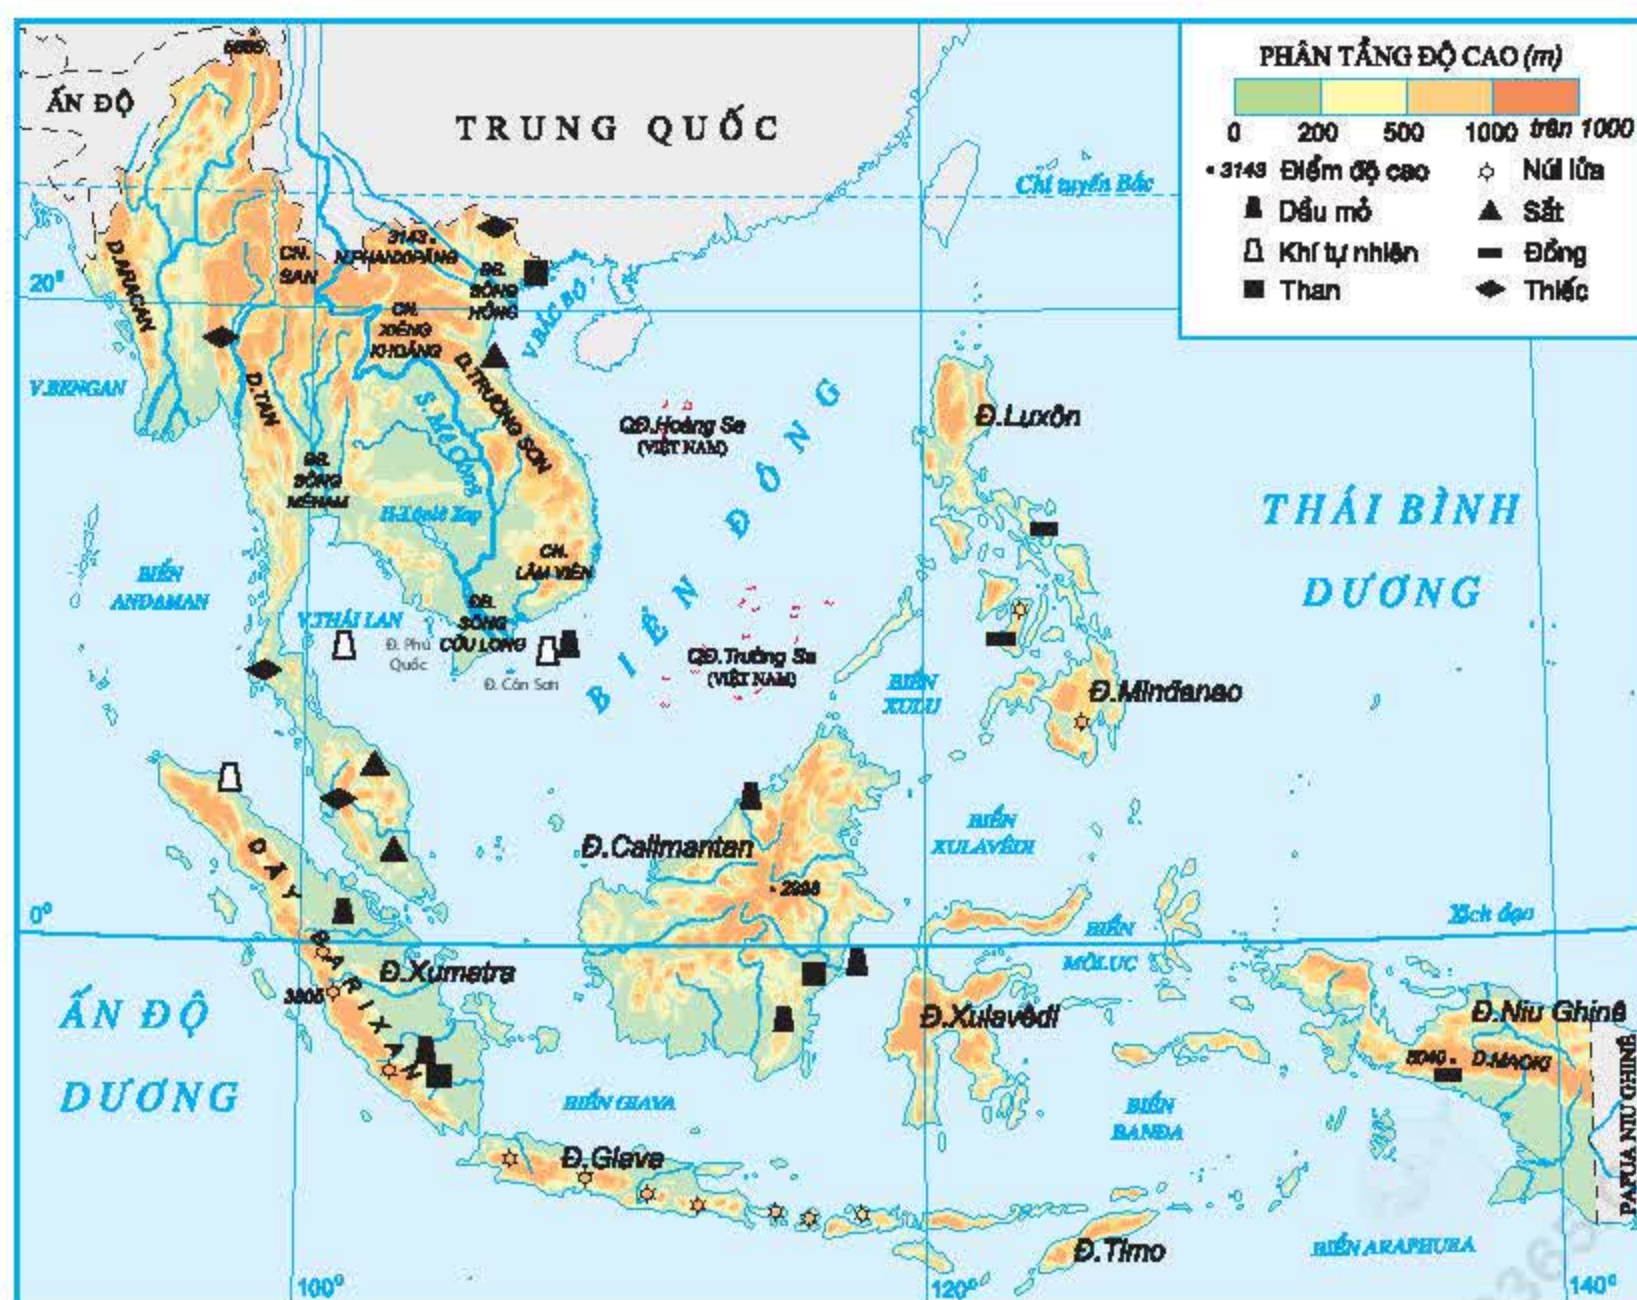 PHÂN TẦNG ĐỘ CAO (m)
0 200 500 1000 trên 1000
3143 Điểm độ cao
Núi lửa
Dầu mỏ
Sắt
Khí tự nhiên
Đồng
Than
Thiếc
ẤN ĐỘ
TRUNG QUỐC
Chí tuyến Bắc
D.ARACAN
CN.
SAN
3143
N.PHANXIPĂNG
ĐB.
SÔNG
HỒNG
20°
CN.
XIÊNG
KHOẢNG
V.BẮC BỘ
V.BENGAN
D.TAN
D.TRƯỜNG SƠN
S. Mê Công
QĐ.Hoàng Sa
(VIỆT NAM)
Đ.Luxôn
ĐB.
SÔNG
MÊNAM
BIỂN ĐÔNG
THÁI BÌNH
DƯƠNG
BIỂN
ANĐAMAN
CN.
LÂM VIÊN
V.THÁI LAN
ĐB.
SÔNG
CỬU LONG
Đ. Phú
Quốc
Đ. Côn Sơn
QĐ.Trường Sa
(VIỆT NAM)
BIỂN
XULU
Đ.Minđanao
BIỂN
XULAVÊDI
Đ.Calimantan
DÃY BARIXAN
0°
Xích đạo
BIỂN
MÔLUC
Đ.Xumatra
3805
ẤN ĐỘ
DƯƠNG
Đ.Xulavêdi
Đ.Niu Ghinê
D.MAOKI
BIỂN GIAVA
BIỂN
BANĐA
PAPUA NIU GHINÊ
Đ.Giava
Đ.Timo
BIỂN ARAPHURA
100°
120°
140°